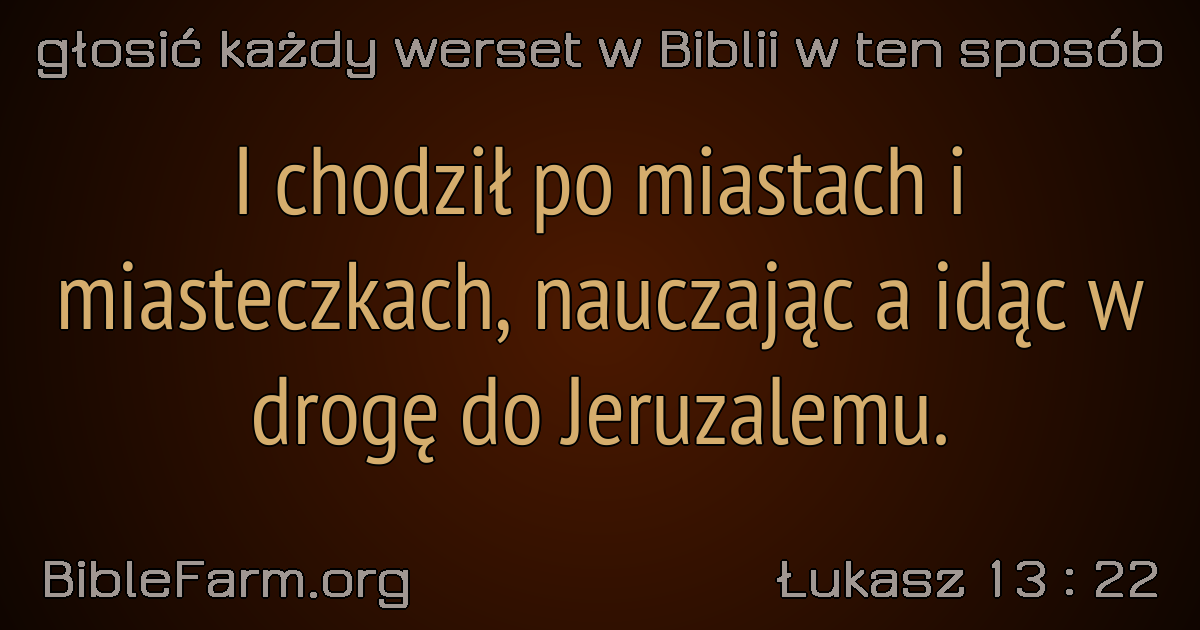 głosić każdy werset w Biblii w ten sposób
I chodził po miastach i
miasteczkach, nauczając a idąc w
drogę do Jeruzalemu.
BibleFarm.org
Łukasz 13 : 22